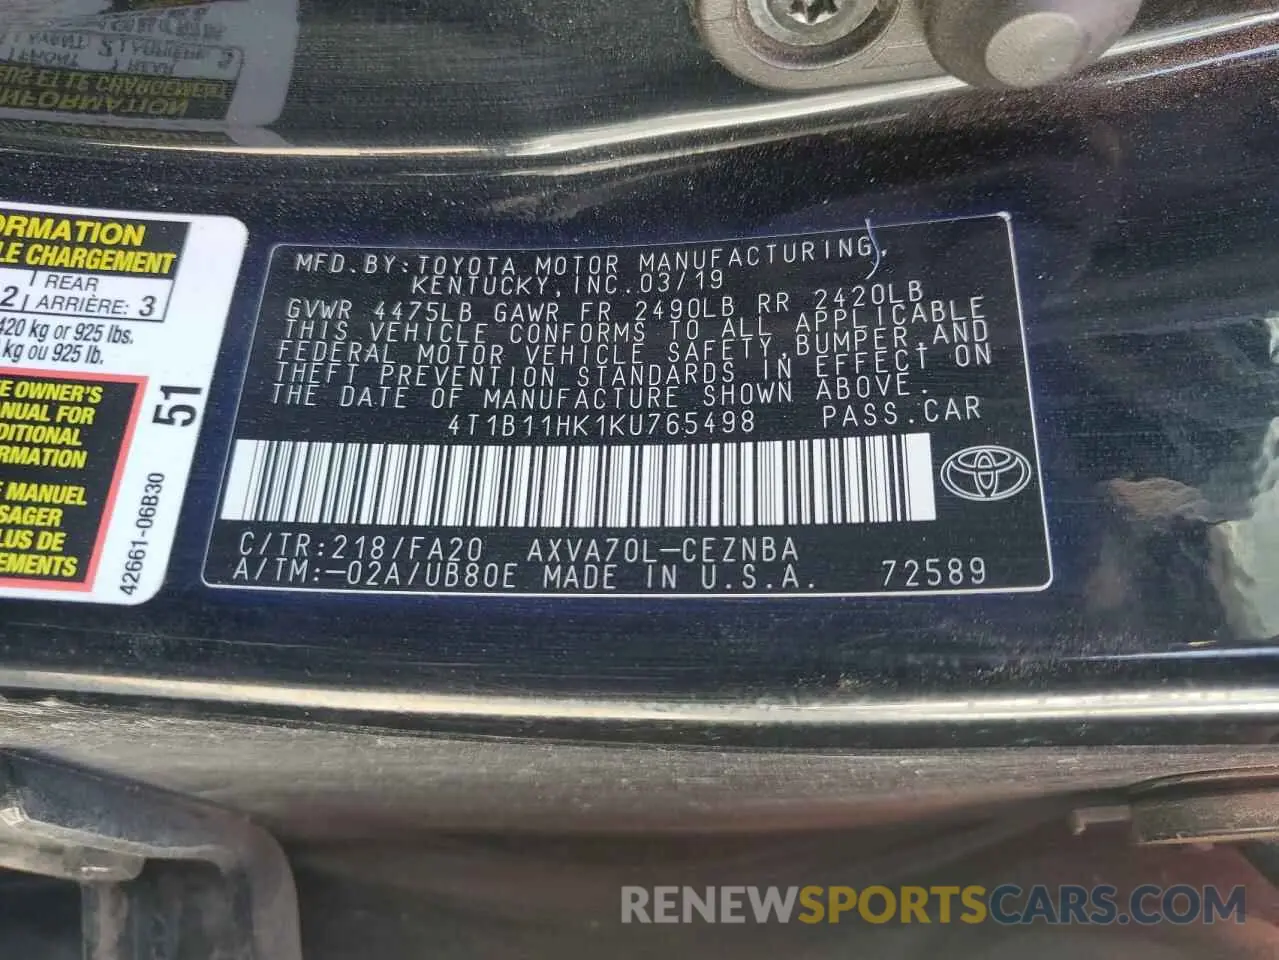 ORMATION
LE CHARGEMENT
2 REAR
ARRIÈRE: 3
420 kg or 925 lbs.
kg ou 925 lb.
E OWNER'S
ANUAL FOR
DITIONAL
RMATION
E MANUEL
SAGER
LUS DE
EMENTS
51
42661-06B30
MFD.BY:TOYOTA MOTOR MANUFACTURING,
KENTUCKY,INC.03/19
GVWR 4475LB GAWR FR 2490LB RR 2420LB
THIS VEHICLE CONFORMS TO ALL APPLICABLE
FEDERAL MOTOR VEHICLE SAFETY,BUMPER,AND
THEFT PREVENTION STANDARDS IN EFFECT ON
THE DATE OF MANUFACTURE SHOWN ABOVE.
4T1B11HK1KU765498 PASS.CAR
C/TR:218/FA20 AXVA70L-CEZNBA
A/TM:-02A/UB80E MADE IN U.S.A. 72589
TOYOTA
RENEWSPORTSCARS.COM